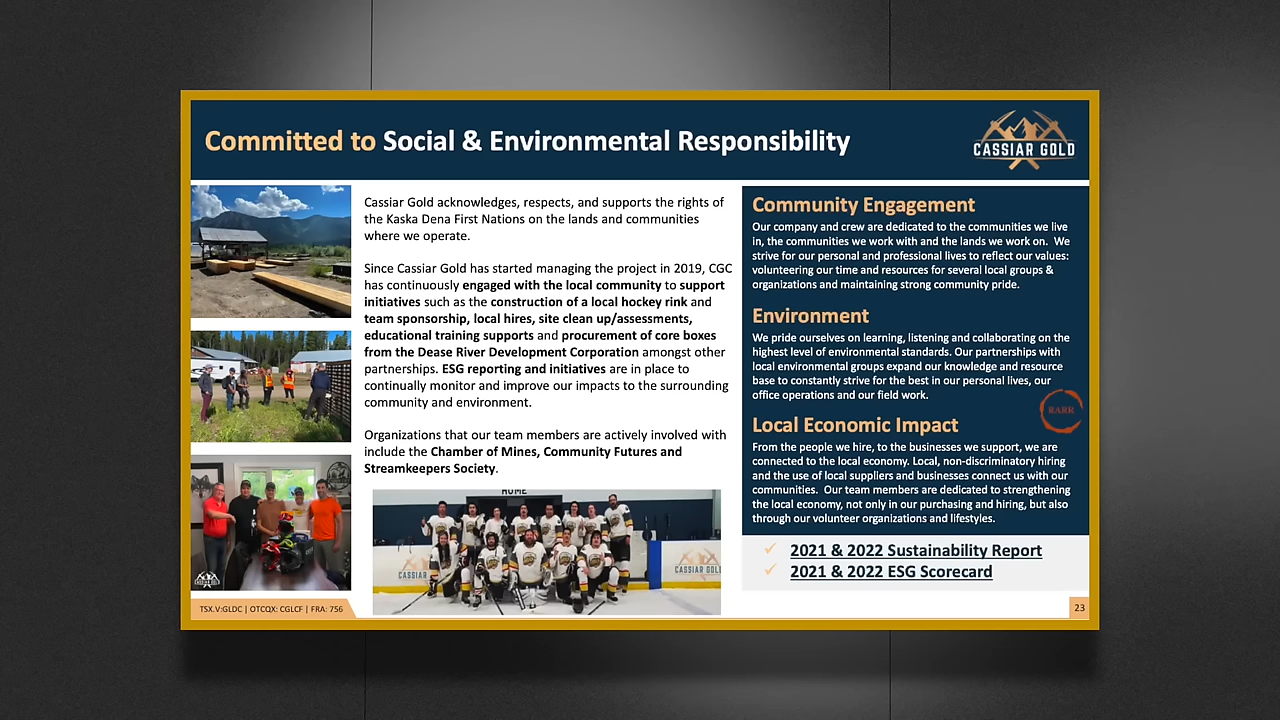 Committed to Social & Environmental Responsibility
CASSIAR GOLD
Cassiar Gold acknowledges, respects, and supports the rights of
the Kaska Dena First Nations on the lands and communities
where we operate.
Since Cassiar Gold has started managing the project in 2019, CGC
has continuously engaged with the local community to support
initiatives such as the construction of a local hockey rink and
team sponsorship, local hires, site clean up/assessments,
educational training supports and procurement of core boxes
from the Dease River Development Corporation amongst other
partnerships. ESG reporting and initiatives are in place to
continually monitor and improve our impacts to the surrounding
community and environment.
Organizations that our team members are actively involved with
include the Chamber of Mines, Community Futures and
Streamkeepers Society.
HOME
CASSIAR GOLD
CASSIAR GOLD
Community Engagement
Our company and crew are dedicated to the communities we live
in, the communities we work with and the lands we work on. We
strive for our personal and professional lives to reflect our values:
volunteering our time and resources for several local groups &
organizations and maintaining strong community pride.
Environment
We pride ourselves on learning, listening and collaborating on the
highest level of environmental standards. Our partnerships with
local environmental groups expand our knowledge and resource
base to constantly strive for the best in our personal lives, our
office operations and our field work.
RARR
Local Economic Impact
From the people we hire, to the businesses we support, we are
connected to the local economy. Local, non-discriminatory hiring
and the use of local suppliers and businesses connect us with our
communities. Our team members are dedicated to strengthening
the local economy, not only in our purchasing and hiring, but also
through our volunteer organizations and lifestyles.
2021 & 2022 Sustainability Report
2021 & 2022 ESG Scorecard
TSX.V:GLDC | OTCQX: CGLCF | FRA: 756
23